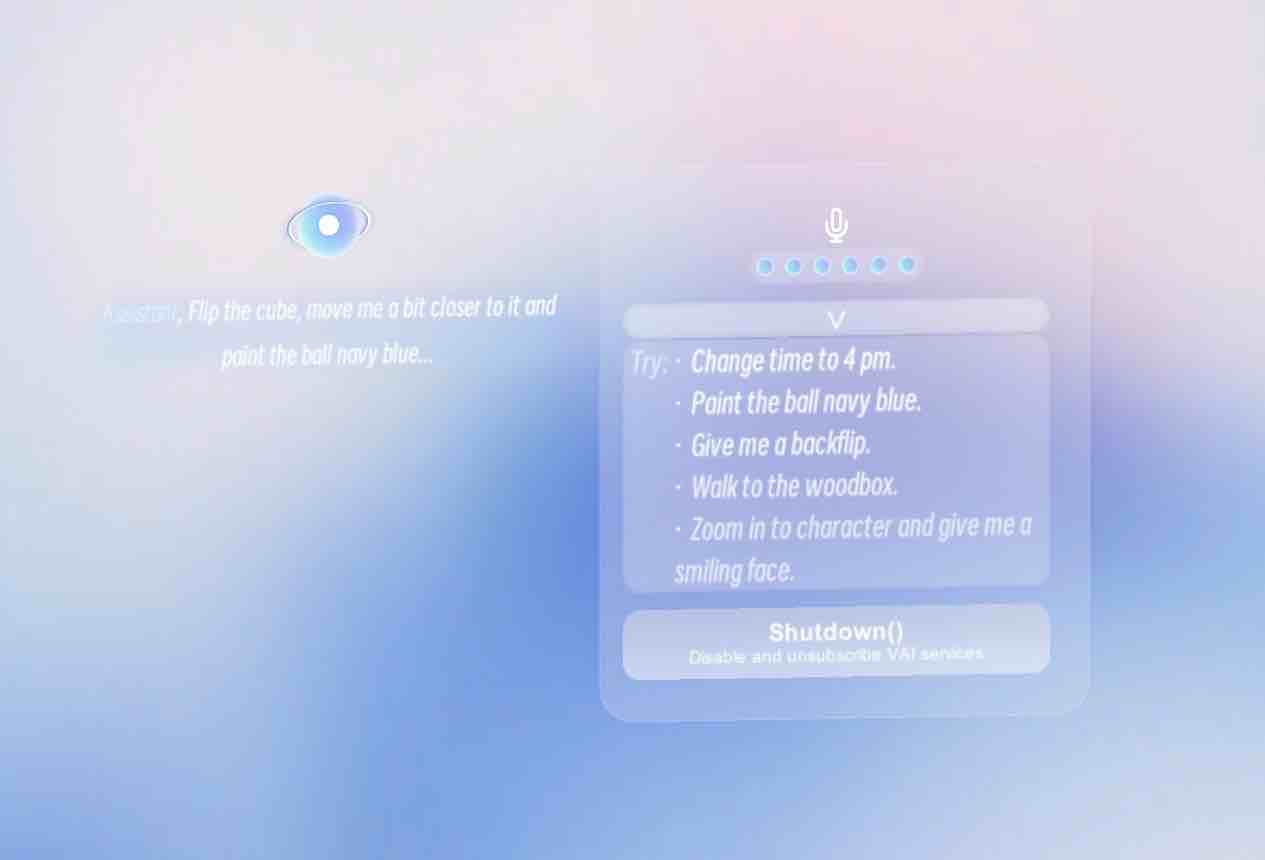 Assistant, Flip the cube, move me a bit closer to it and
paint the ball navy blue...
Try: · Change time to 4 pm.
· Paint the ball navy blue.
· Give me a backflip.
· Walk to the woodbox.
· Zoom in to character and give me a
smiling face.
Shutdown()
Disable and unsubscribe VAI services